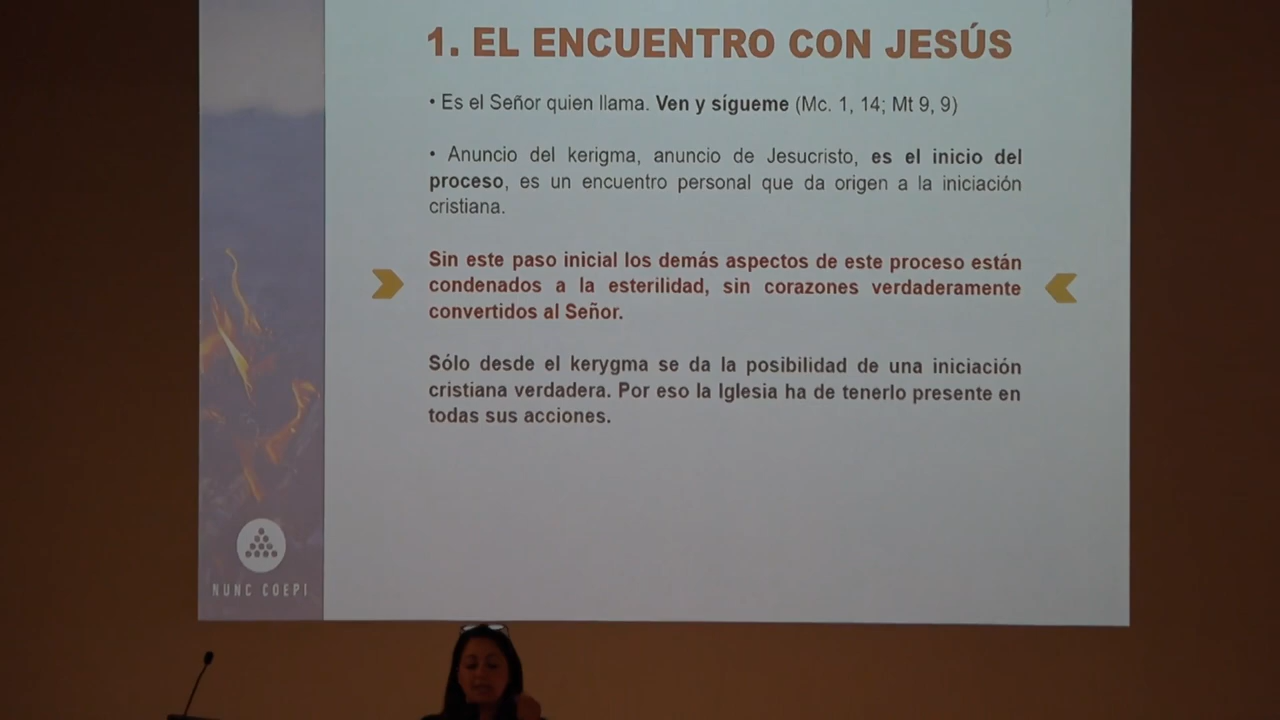 1. EL ENCUENTRO CON JESÚS
• Es el Señor quien llama. Ven y sígueme (Mc. 1, 14; Mt 9, 9)
• Anuncio del kerigma, anuncio de Jesucristo, es el inicio del
proceso, es un encuentro personal que da origen a la iniciación
cristiana.
Sin este paso inicial los demás aspectos de este proceso están
condenados a la esterilidad, sin corazones verdaderamente
convertidos al Señor.
Sólo desde el kerygma se da la posibilidad de una iniciación
cristiana verdadera. Por eso la Iglesia ha de tenerlo presente en
todas sus acciones.
NUNC COEPI